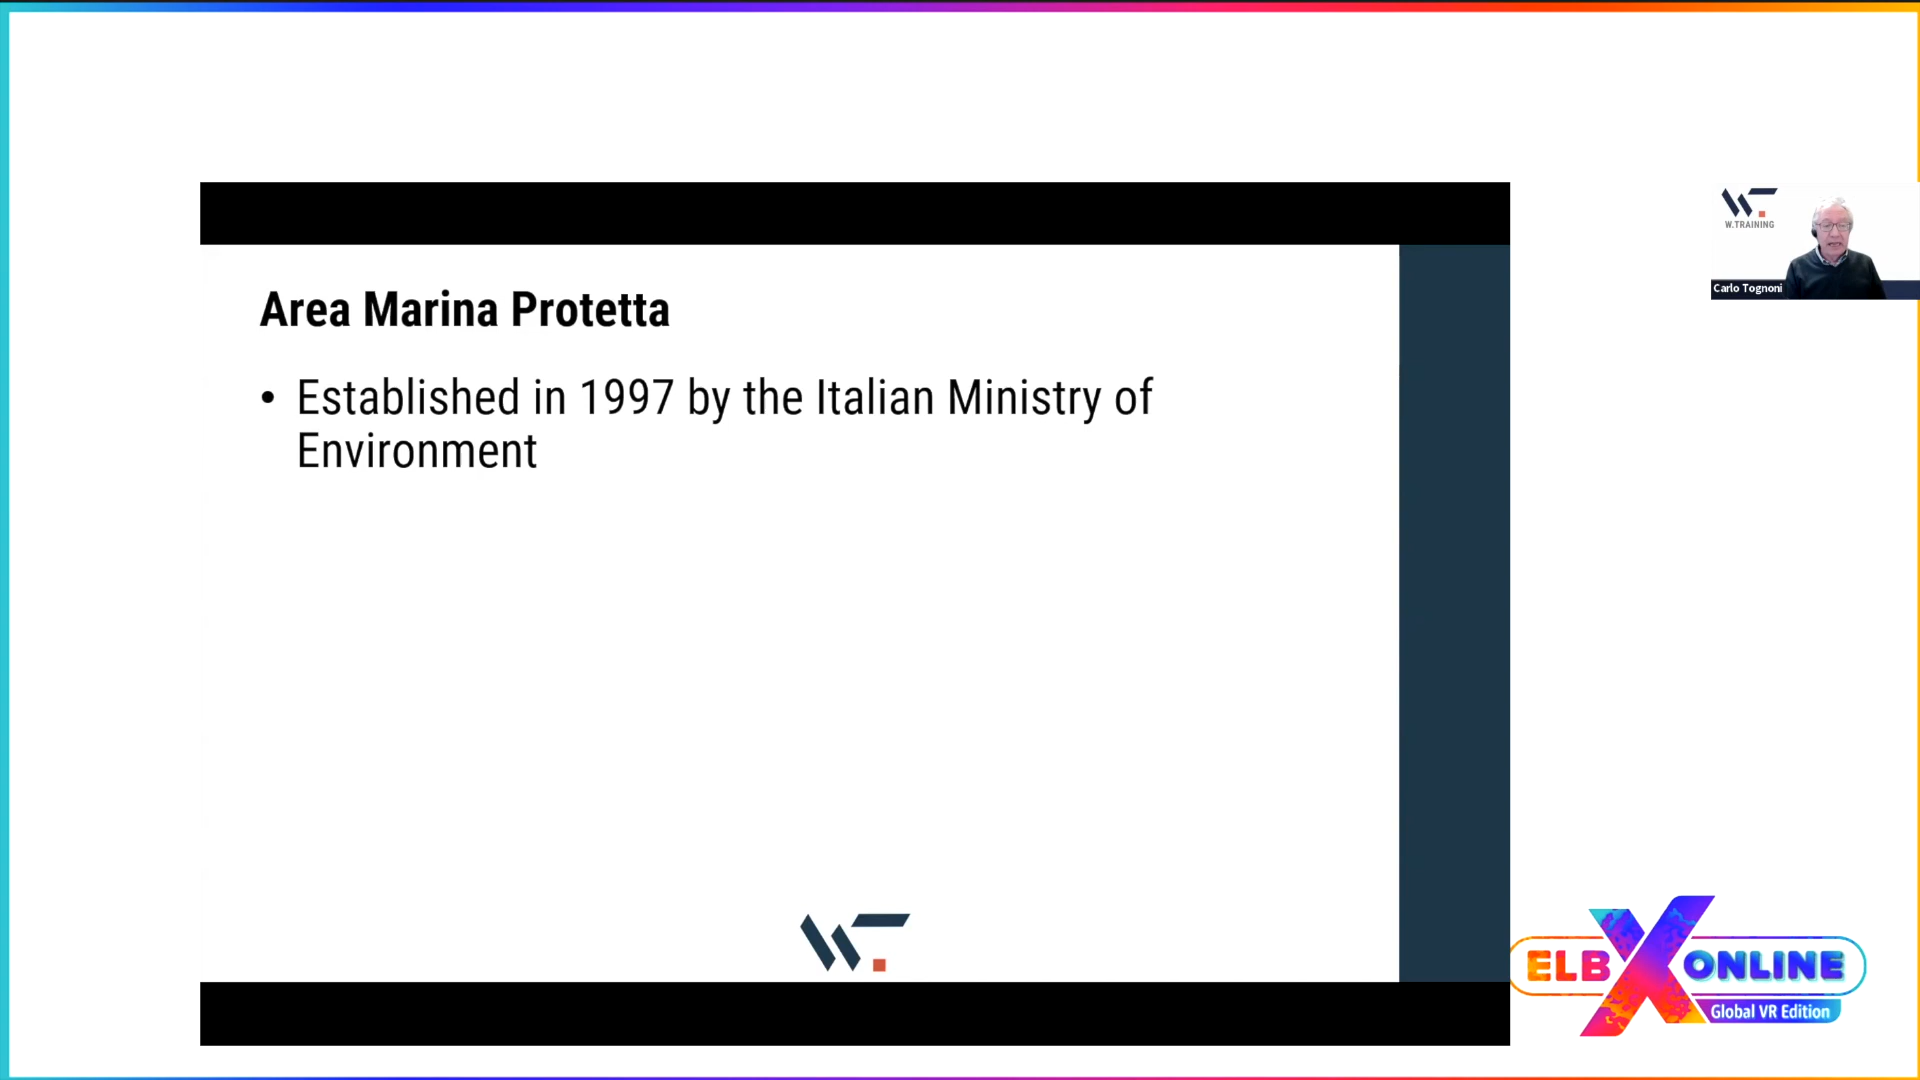 Area Marina Protetta
• Established in 1997 by the Italian Ministry of
Environment
W.TRAINING
Carlo Tognoni
ELB X ONLINE
Global VR Edition